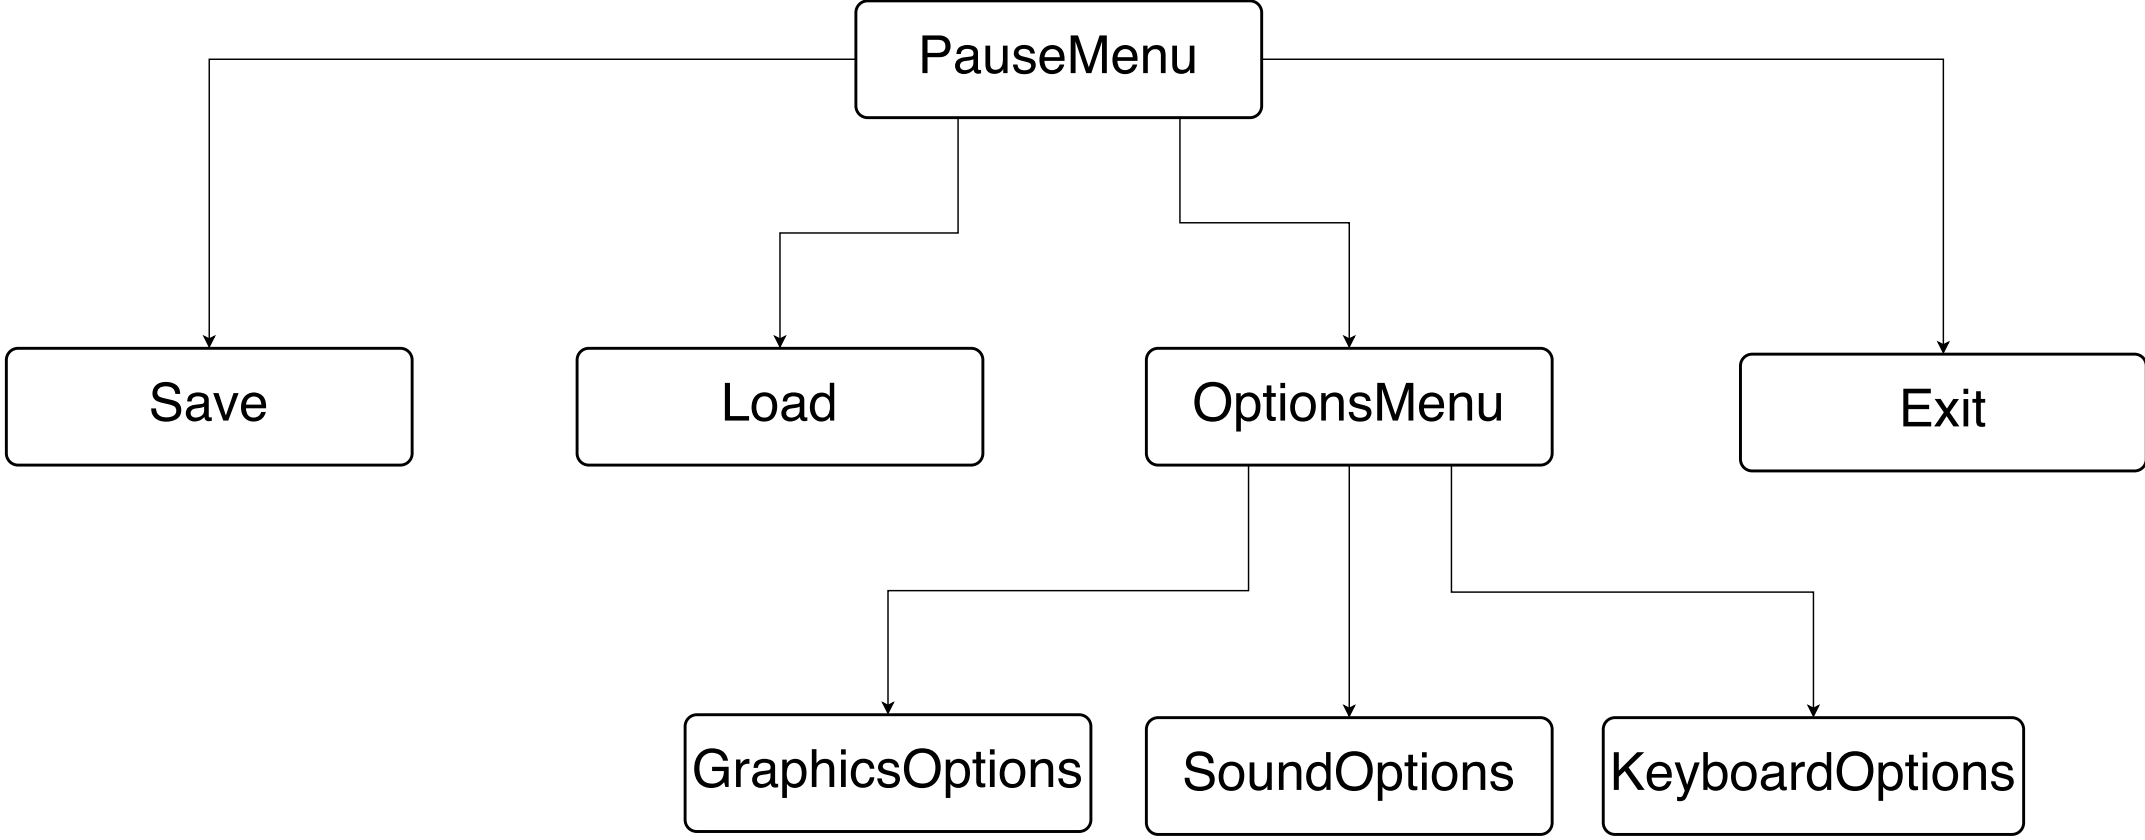 PauseMenu
Save
Load
OptionsMenu
Exit
GraphicsOptions
SoundOptions
KeyboardOptions